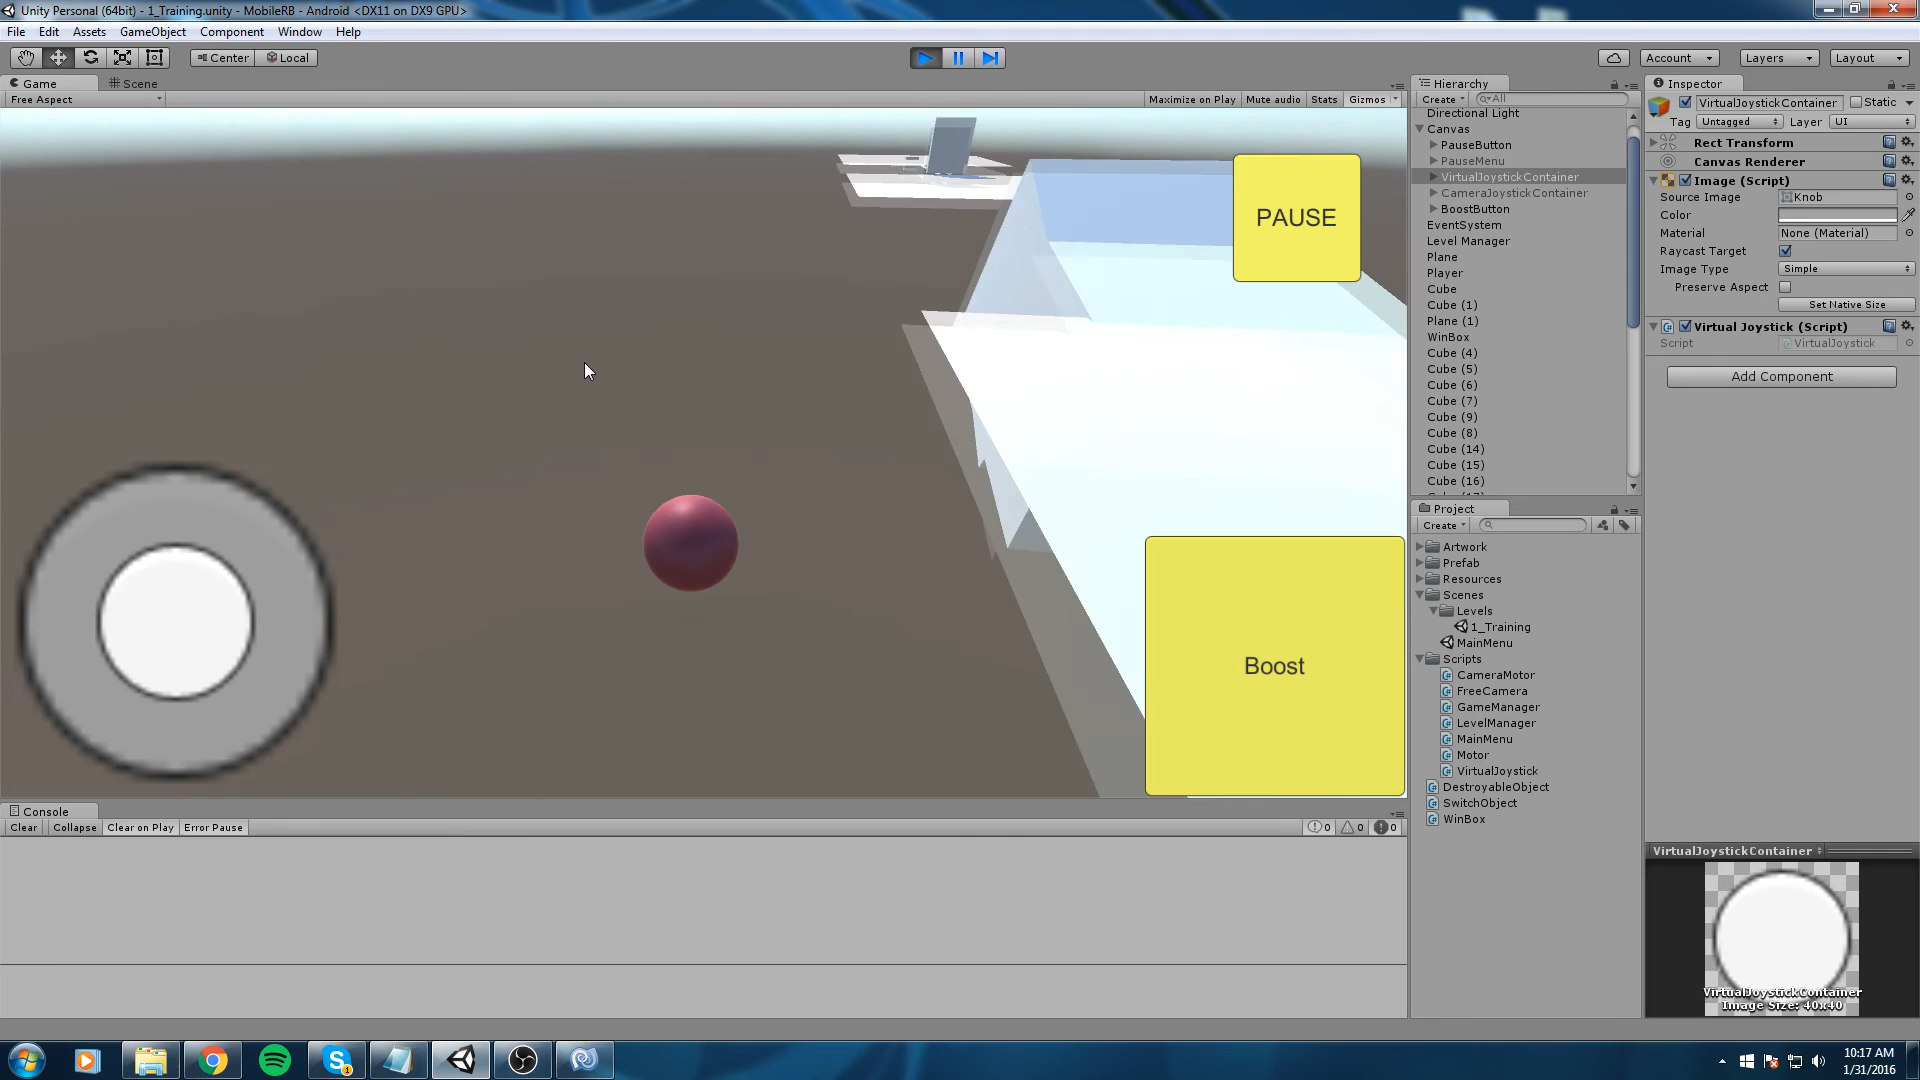 Unity Personal (64bit) - 1_Training.unity - MobileRB - Android <DX11 on DX9 GPU>
File Edit Assets GameObject Component Window Help
Center Local
Account Layers Layout
Game Scene
Free Aspect
Maximize on Play Mute audio Stats Gizmos
PAUSE
Boost
Console
Clear Collapse Clear on Play Error Pause
0 0 0
Hierarchy
Create All
Directional Light
Canvas
PauseButton
PauseMenu
VirtualJoystickContainer
CameraJoystickContainer
BoostButton
EventSystem
Level Manager
Plane
Player
Cube
Cube (1)
Plane (1)
WinBox
Cube (4)
Cube (5)
Cube (6)
Cube (7)
Cube (9)
Cube (8)
Cube (14)
Cube (15)
Cube (16)
Project
Create
Artwork
Prefab
Resources
Scenes
Levels
1_Training
MainMenu
Scripts
CameraMotor
FreeCamera
GameManager
LevelManager
MainMenu
Motor
VirtualJoystick
DestroyableObject
SwitchObject
WinBox
Inspector
VirtualJoystickContainer Static
Tag Untagged Layer UI
Rect Transform
Canvas Renderer
Image (Script)
Source Image Knob
Color
Material None (Material)
Raycast Target
Image Type Simple
Preserve Aspect
Set Native Size
Virtual Joystick (Script)
Script VirtualJoystick
Add Component
VirtualJoystickContainer
VirtualJoystickContainer
Image Size: 40x40
10:17 AM
1/31/2016